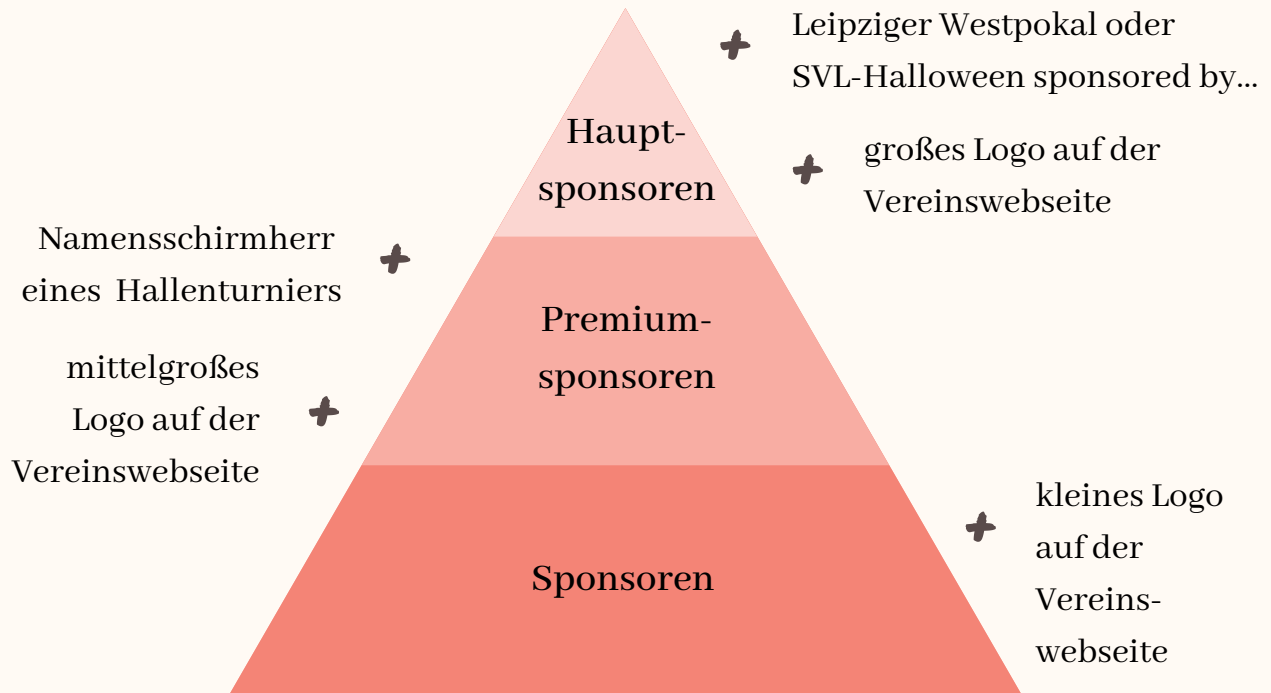 Leipziger Westpokal oder
SVL-Halloween sponsored by...
Haupt-
sponsoren
großes Logo auf der
Vereinswebseite
Namensschirmherr
eines Hallenturniers
Premium-
sponsoren
mittelgroßes
Logo auf der
Vereinswebseite
Sponsoren
kleines Logo
auf der
Vereins-
webseite